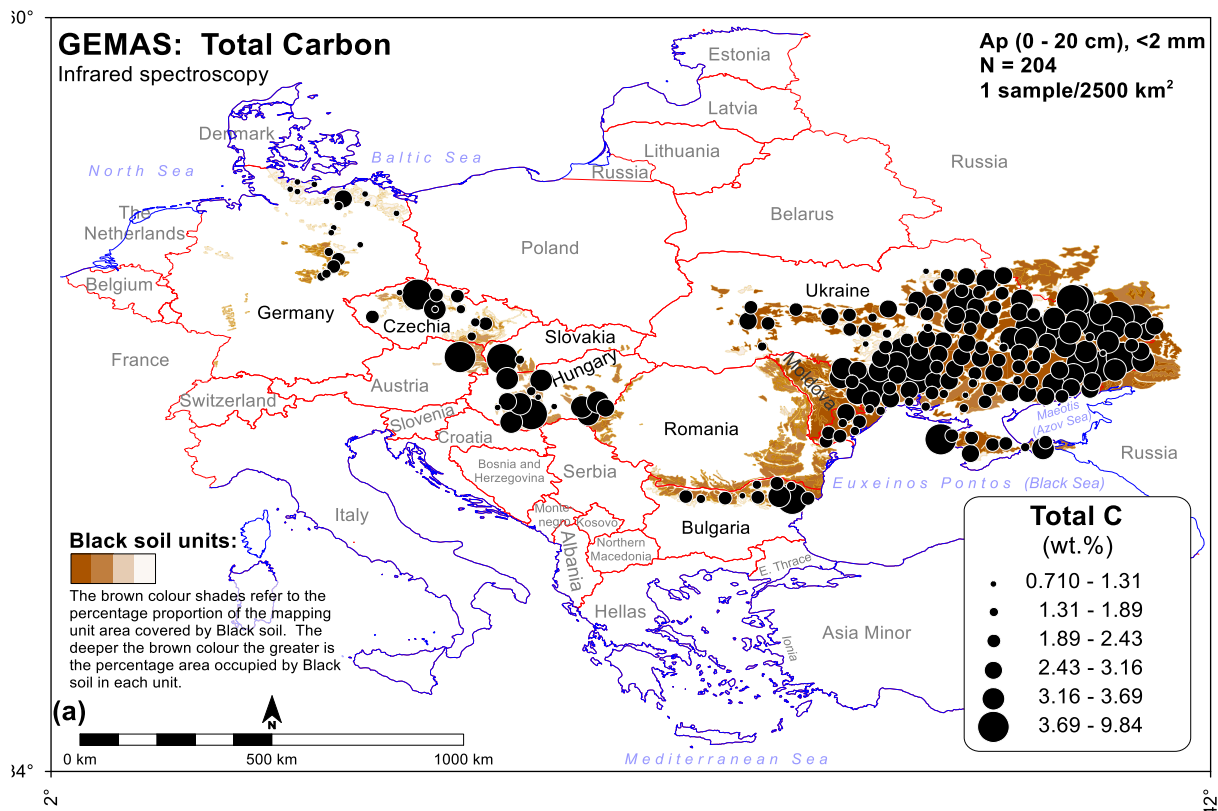 60°
GEMAS: Total Carbon
Infrared spectroscopy
Ap (0 - 20 cm), <2 mm
N = 204
1 sample/2500 km²
Estonia
Latvia
Lithuania
Russia
Russia
Denmark
Baltic Sea
North Sea
The
Netherlands
Belarus
Poland
Belgium
Germany
Ukraine
Czechia
Slovakia
France
Hungary
Moldova
Austria
Switzerland
Slovenia
Croatia
Romania
Maeotis
(Azov Sea)
Russia
Bosnia and
Herzegovina
Serbia
Euxeinos Pontos (Black Sea)
Italy
Monte-
negro
Kosovo
Bulgaria
Northern
Macedonia
Albania
E. Thrace
Hellas
Ionia
Asia Minor
Mediterranean Sea
Black soil units:
The brown colour shades refer to the
percentage proportion of the mapping
unit area covered by Black soil. The
deeper the brown colour the greater is
the percentage area occupied by Black
soil in each unit.
Total C
(wt.%)
0.710 - 1.31
1.31 - 1.89
1.89 - 2.43
2.43 - 3.16
3.16 - 3.69
3.69 - 9.84
(a)
N
0 km
500 km
1000 km
34°
2°
42°